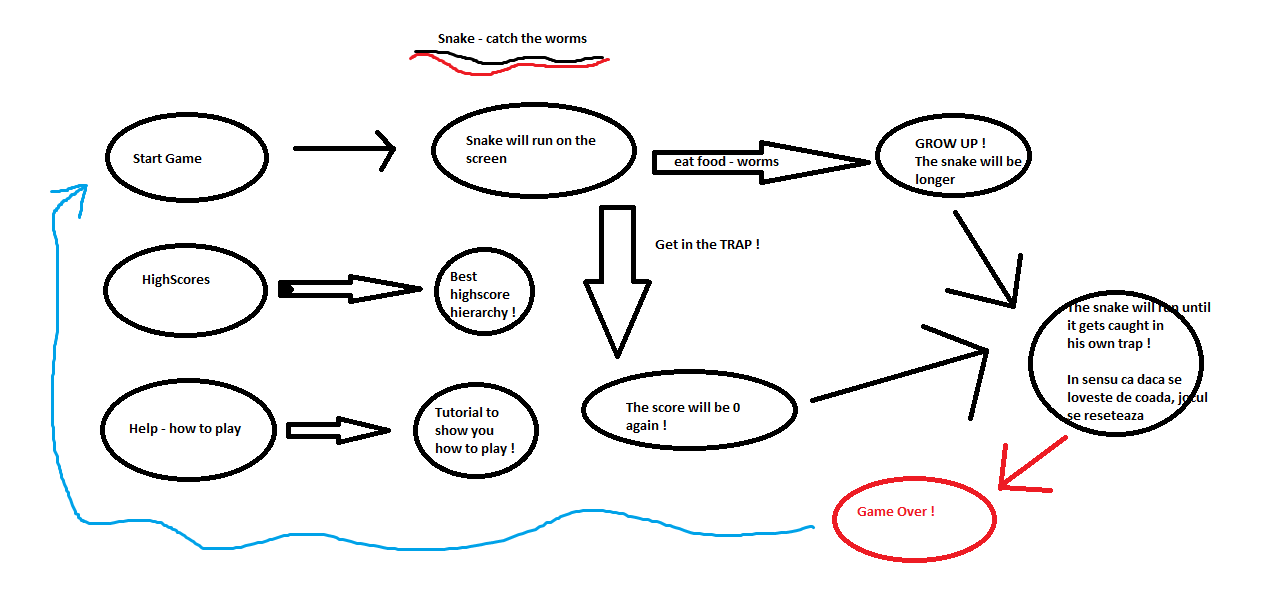 Snake - catch the worms
Start Game
Snake will run on the
screen
eat food - worms
GROW UP !
The snake will be
longer
Get in the TRAP !
HighScores
Best
highscore
hierarchy !
The snake will run until
it gets caught in
his own trap !
In sensu ca daca se
loveste de coada, jocul
se reseteaza
Help - how to play
Tutorial to
show you
how to play !
The score will be 0
again !
Game Over !